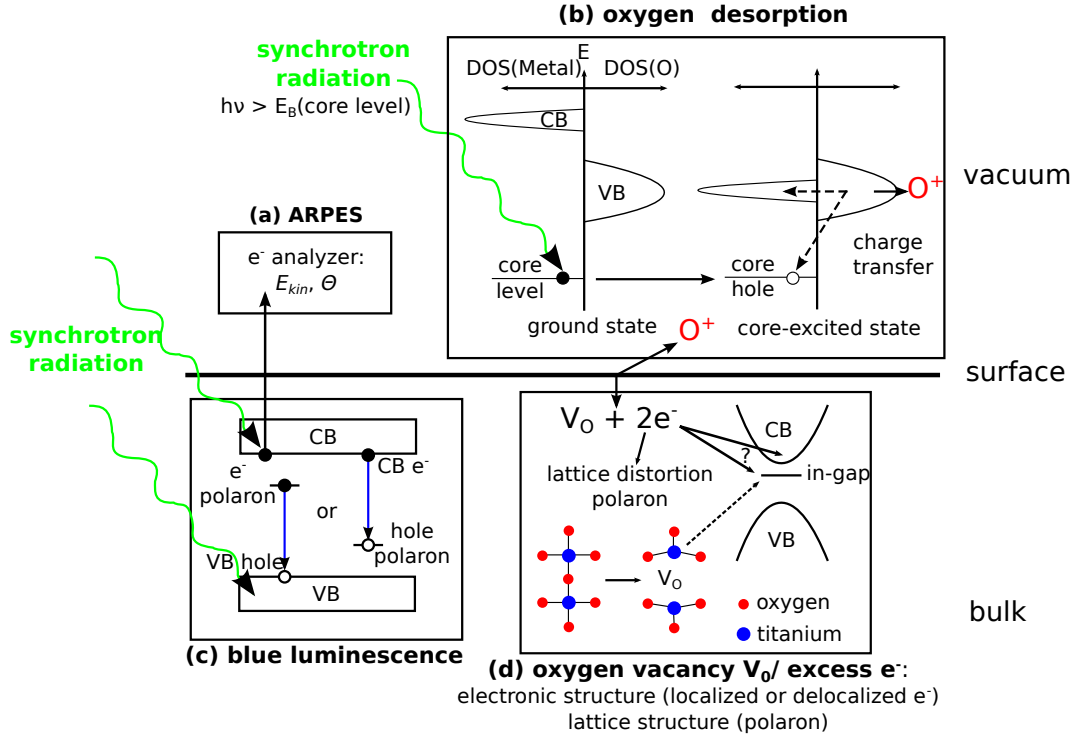 (b) oxygen desorption
synchrotron
radiation
hν > E_B(core level)
E
DOS(Metal)
DOS(O)
CB
VB
core
level
ground state
core
hole
O⁺
charge
transfer
core-excited state
vacuum
(a) ARPES
e⁻ analyzer:
E_kin, Θ
synchrotron
radiation
O⁺
surface
CB
e⁻
polaron
CB e⁻
or
hole
polaron
VB hole
VB
(c) blue luminescence
V_O + 2e⁻
lattice distortion
polaron
?
CB
in-gap
VB
V_O
oxygen
titanium
bulk
(d) oxygen vacancy V_0/ excess e⁻:
electronic structure (localized or delocalized e⁻)
lattice structure (polaron)